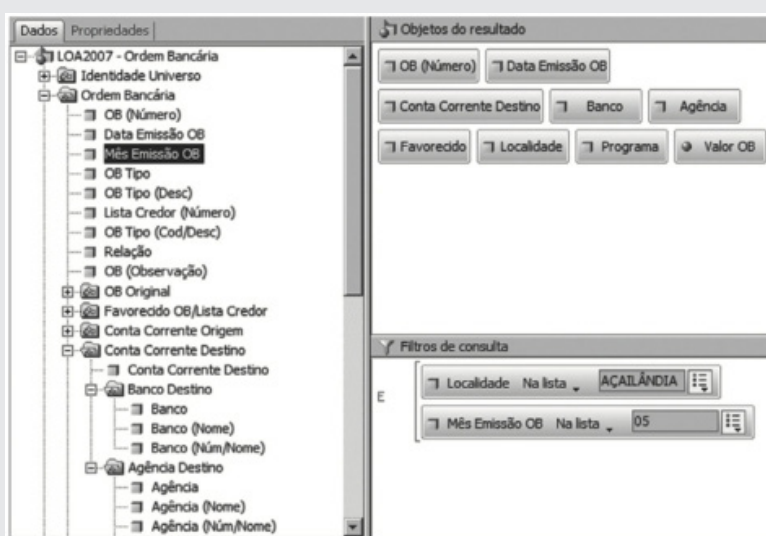 Dados Propriedades
LOA2007 - Ordem Bancária
Identidade Universo
Ordem Bancária
OB (Número)
Data Emissão OB
Mês Emissão OB
OB Tipo
OB Tipo (Desc)
Lista Credor (Número)
OB Tipo (Cod/Desc)
Relação
OB (Observação)
OB Original
Favorecido OB/Lista Credor
Conta Corrente Origem
Conta Corrente Destino
Conta Corrente Destino
Banco Destino
Banco
Banco (Nome)
Banco (Núm/Nome)
Agência Destino
Agência
Agência (Nome)
Agência (Núm/Nome)
Objetos do resultado
OB (Número) Data Emissão OB
Conta Corrente Destino Banco Agência
Favorecido Localidade Programa Valor OB
Filtros de consulta
E
Localidade Na lista AÇAILÂNDIA
Mês Emissão OB Na lista 05